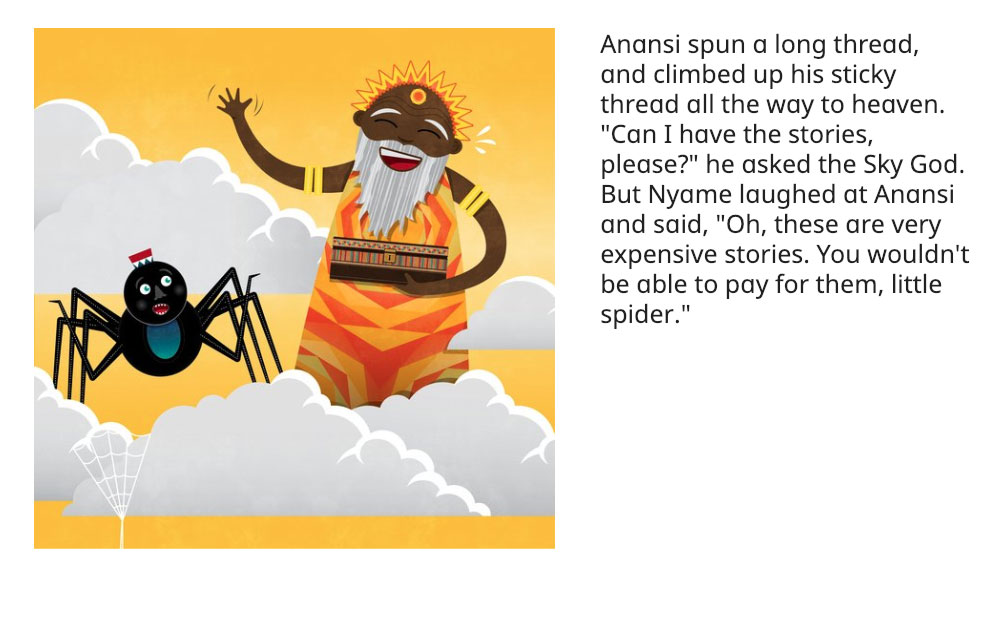 Anansi spun a long thread,
and climbed up his sticky
thread all the way to heaven.
"Can I have the stories,
please?" he asked the Sky God.
But Nyame laughed at Anansi
and said, "Oh, these are very
expensive stories. You wouldn't
be able to pay for them, little
spider."